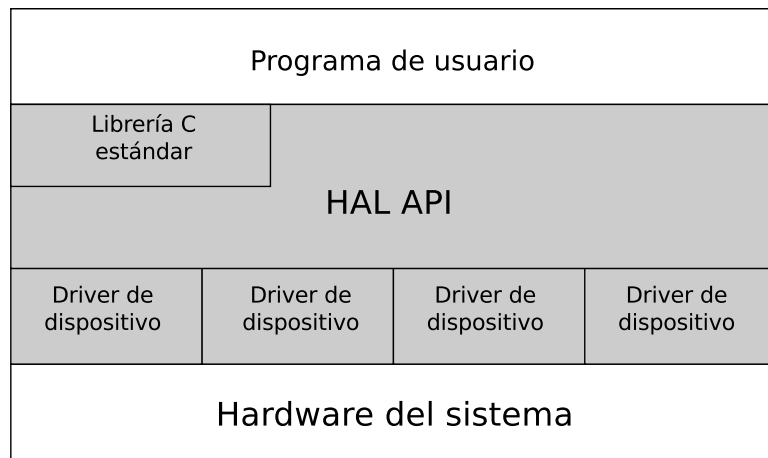 Programa de usuario
Librería C
estándar
HAL API
Driver de
dispositivo
Driver de
dispositivo
Driver de
dispositivo
Driver de
dispositivo
Hardware del sistema